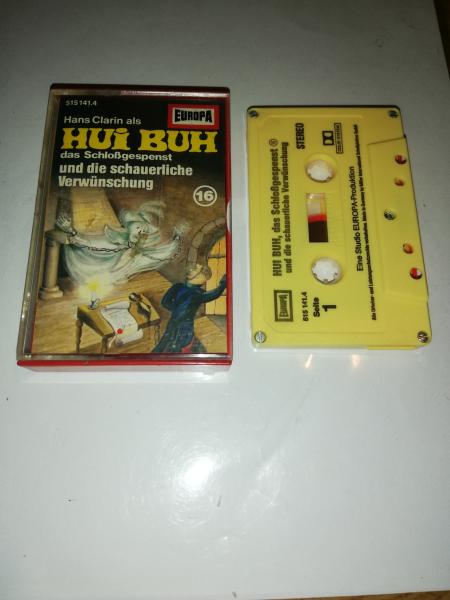 515 141.4
EUROPA
Hans Clarin als
HUI BUH
das Schloßgespenst
und die schauerliche
Verwünschung
16
HUI BUH, das Schloßgespenst ⑯
und die schauerliche Verwünschung
STEREO
EUROPA
515 141.4
Seite
1
Eine Studio EUROPA-Produktion